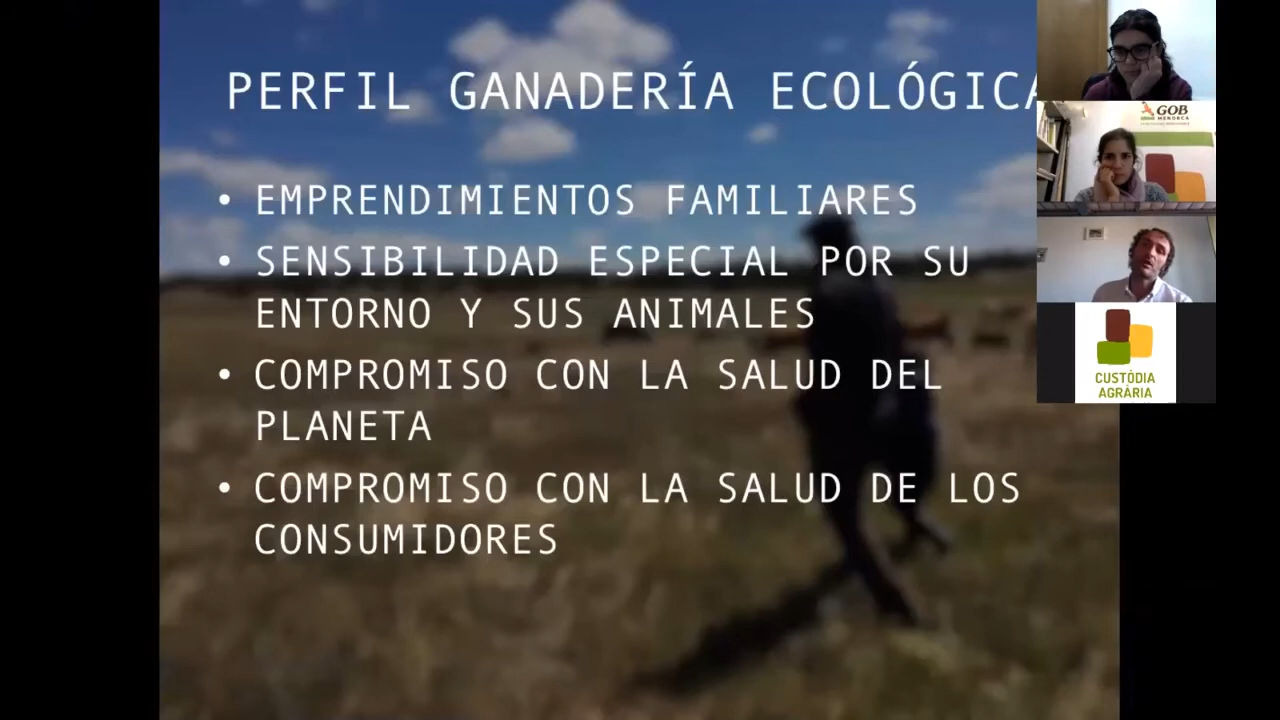 PERFIL GANADERÍA ECOLÓGICA
• EMPRENDIMIENTOS FAMILIARES
• SENSIBILIDAD ESPECIAL POR SU
ENTORNO Y SUS ANIMALES
• COMPROMISO CON LA SALUD DEL
PLANETA
• COMPROMISO CON LA SALUD DE LOS
CONSUMIDORES
GOB
MENORCA
CUSTÒDIA
AGRÀRIA